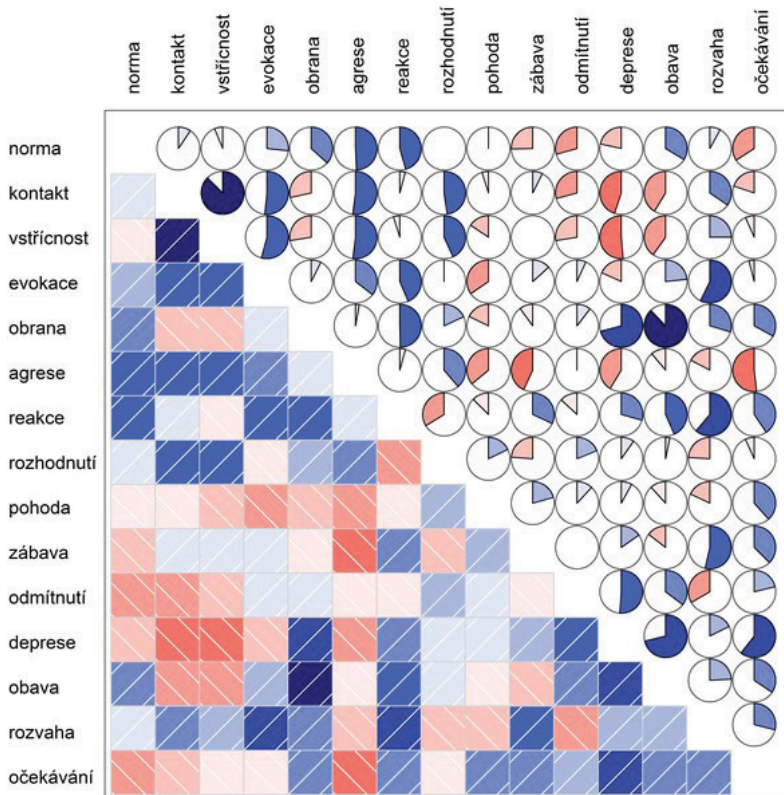 norma kontakt vstřícnost evokace obrana agrese reakce rozhodnutí pohoda zábava odmítnutí deprese obava rozvaha očekávání
norma
kontakt
vstřícnost
evokace
obrana
agrese
reakce
rozhodnutí
pohoda
zábava
odmítnutí
deprese
obava
rozvaha
očekávání